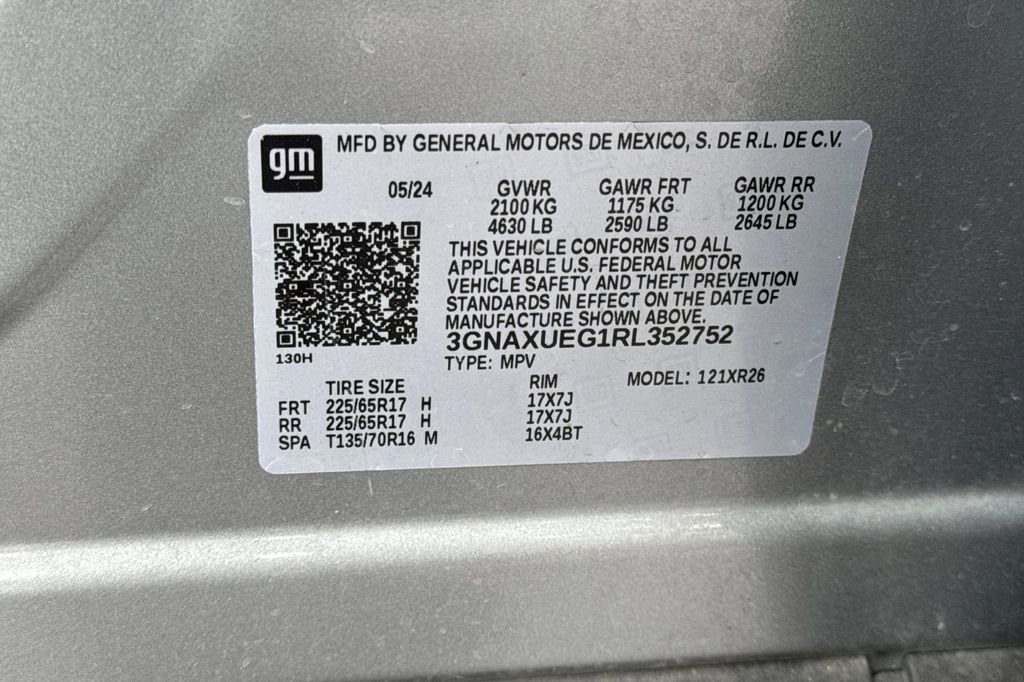 gm MFD BY GENERAL MOTORS DE MEXICO, S. DE R.L. DE C.V.
05/24 GVWR GAWR FRT GAWR RR
2100 KG 1175 KG 1200 KG
4630 LB 2590 LB 2645 LB
THIS VEHICLE CONFORMS TO ALL
APPLICABLE U.S. FEDERAL MOTOR
VEHICLE SAFETY AND THEFT PREVENTION
STANDARDS IN EFFECT ON THE DATE OF
MANUFACTURE SHOWN ABOVE.
3GNAXUEG1RL352752
130H
TYPE: MPV
TIRE SIZE RIM MODEL: 121XR26
FRT 225/65R17 H 17X7J
RR 225/65R17 H 17X7J
SPA T135/70R16 M 16X4BT